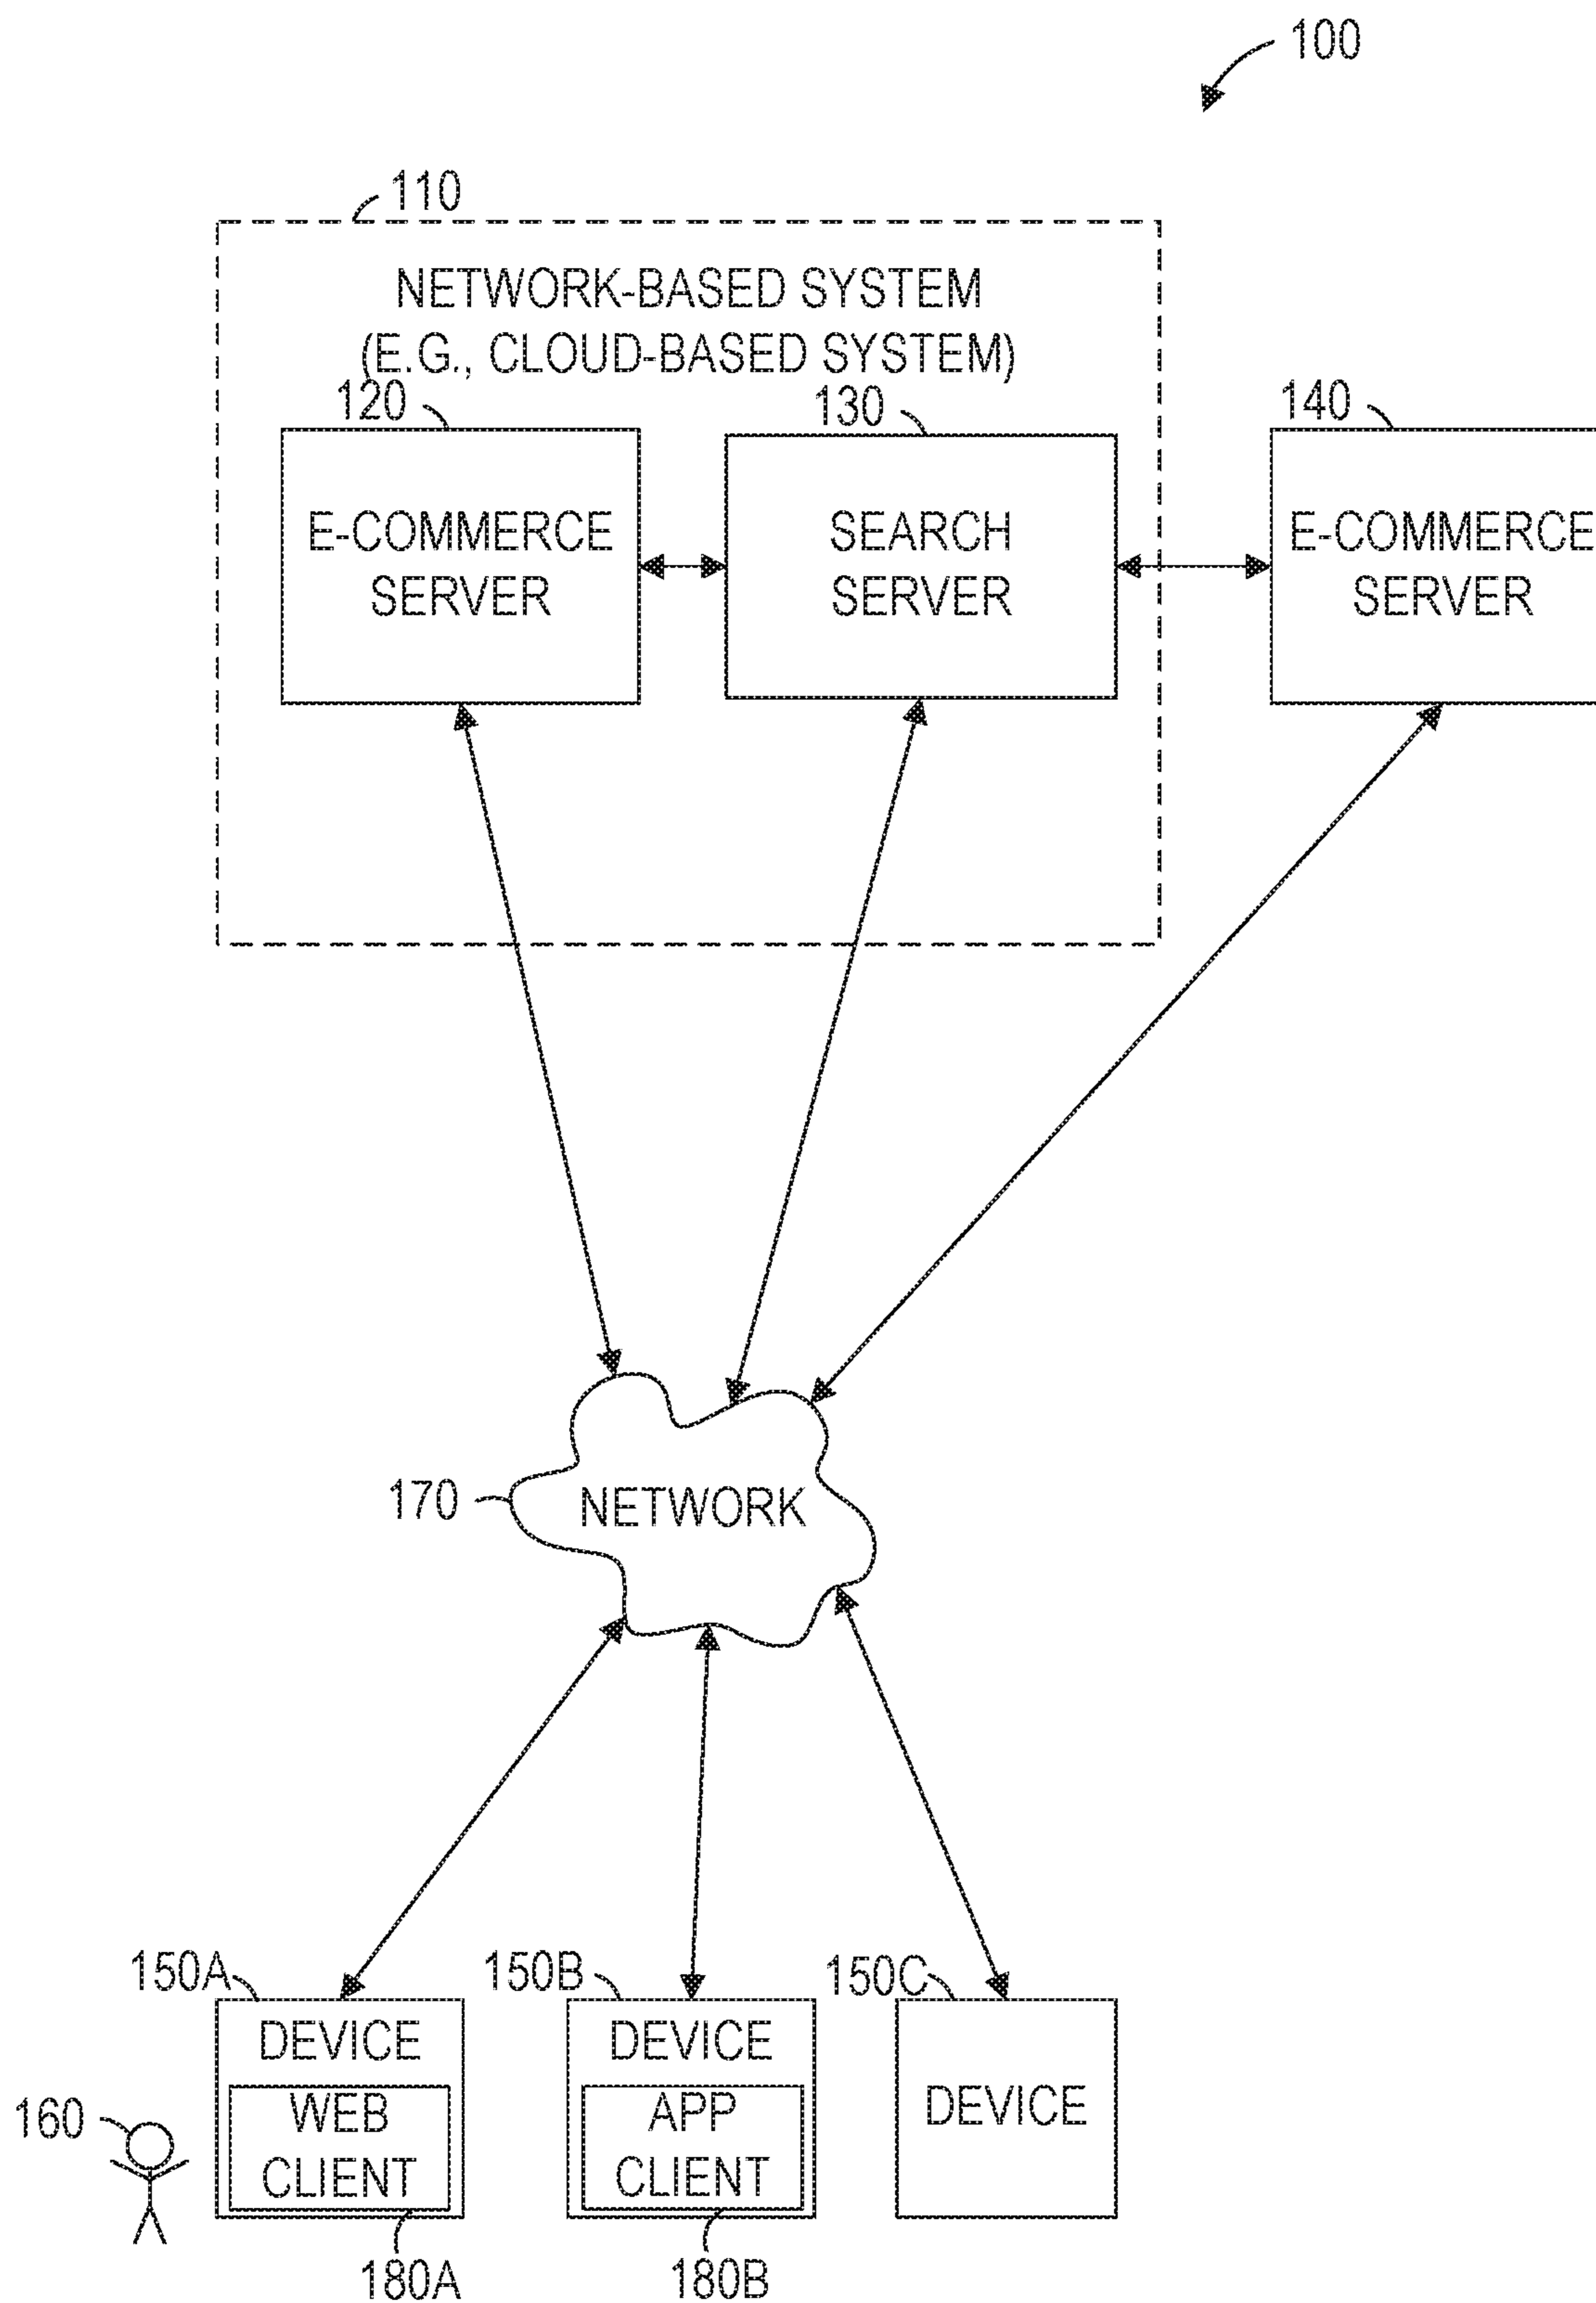 100
110
NETWORK-BASED SYSTEM
(E.G., CLOUD-BASED SYSTEM)
120
130
140
E-COMMERCE
SERVER
SEARCH
SERVER
E-COMMERCE
SERVER
170
NETWORK
150A
150B
150C
DEVICE
WEB
CLIENT
DEVICE
APP
CLIENT
DEVICE
160
180A
180B